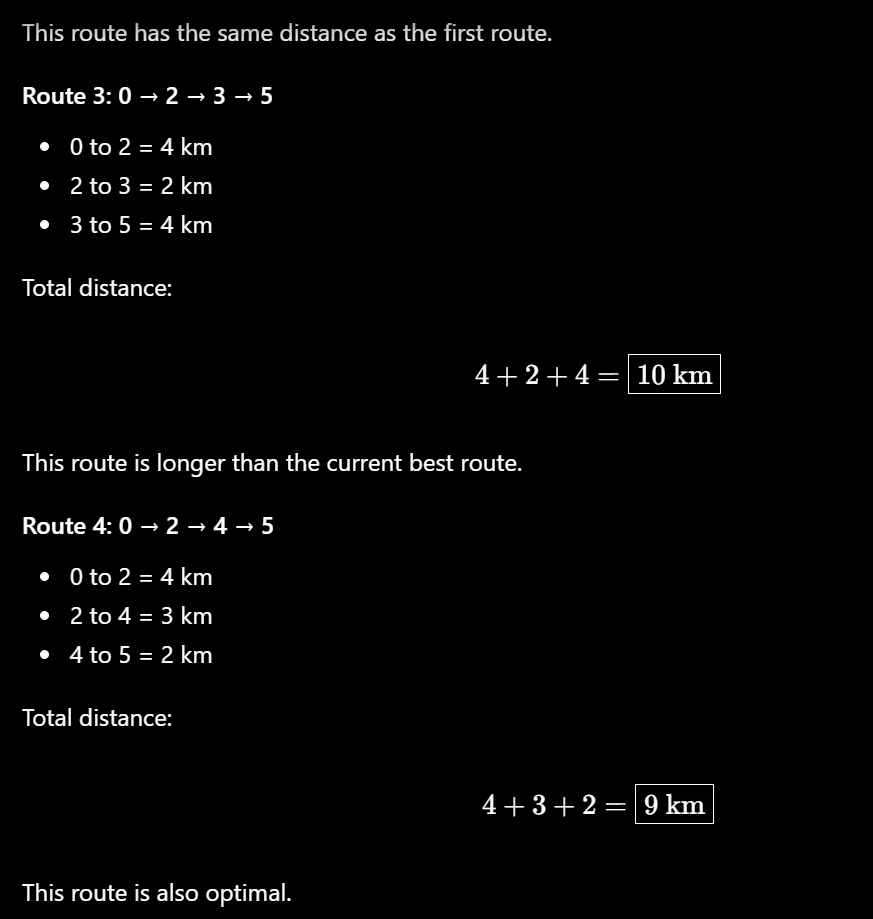 This route has the same distance as the first route.
Route 3: 0 → 2 → 3 → 5
• 0 to 2 = 4 km
• 2 to 3 = 2 km
• 3 to 5 = 4 km
Total distance:
4 + 2 + 4 = 10 km
This route is longer than the current best route.
Route 4: 0 → 2 → 4 → 5
• 0 to 2 = 4 km
• 2 to 4 = 3 km
• 4 to 5 = 2 km
Total distance:
4 + 3 + 2 = 9 km
This route is also optimal.